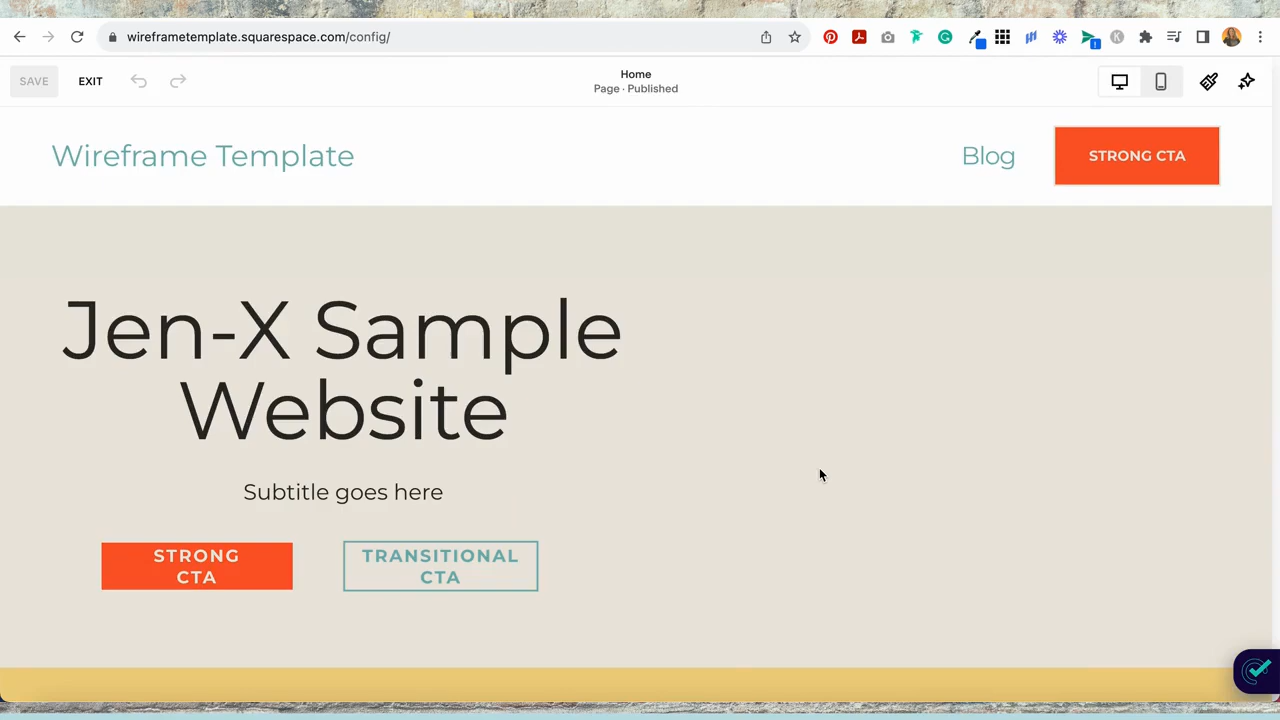 wireframetemplate.squarespace.com/config/
SAVE
EXIT
Home
Page · Published
Wireframe Template
Blog
STRONG CTA
Jen-X Sample
Website
Subtitle goes here
STRONG
CTA
TRANSITIONAL
CTA